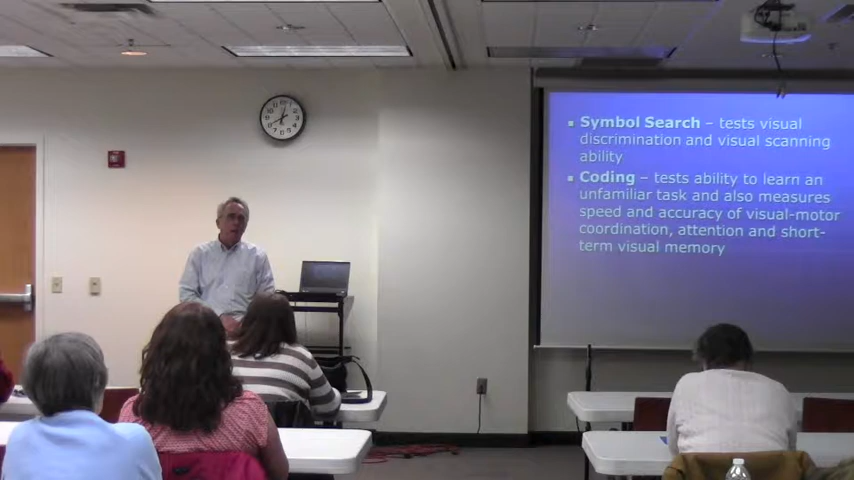 ▪ Symbol Search – tests visual
discrimination and visual scanning
ability
▪ Coding – tests ability to learn an
unfamiliar task and also measures
speed and accuracy of visual-motor
coordination, attention and short-
term visual memory